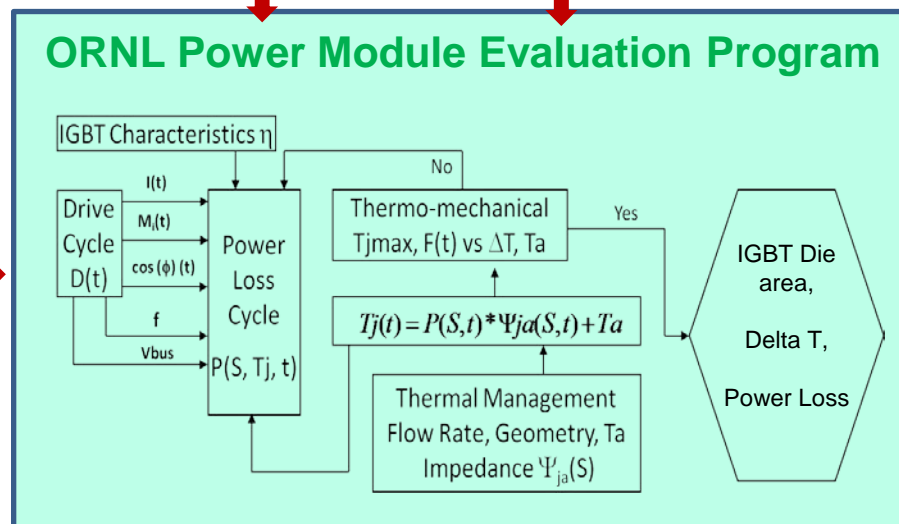 ORNL Power Module Evaluation Program
IGBT Characteristics η
No
I(t)
Drive
Cycle
D(t)
Mᵢ(t)
cos (ϕ) (t)
f
Vbus
Power
Loss
Cycle
P(S, Tj, t)
Thermo-mechanical
Tjmax, F(t) vs ΔT, Ta
Yes
Tj(t) = P(S,t)*Ψja(S,t)+Ta
Thermal Management
Flow Rate, Geometry, Ta
Impedance Ψja(S)
IGBT Die
area,
Delta T,
Power Loss